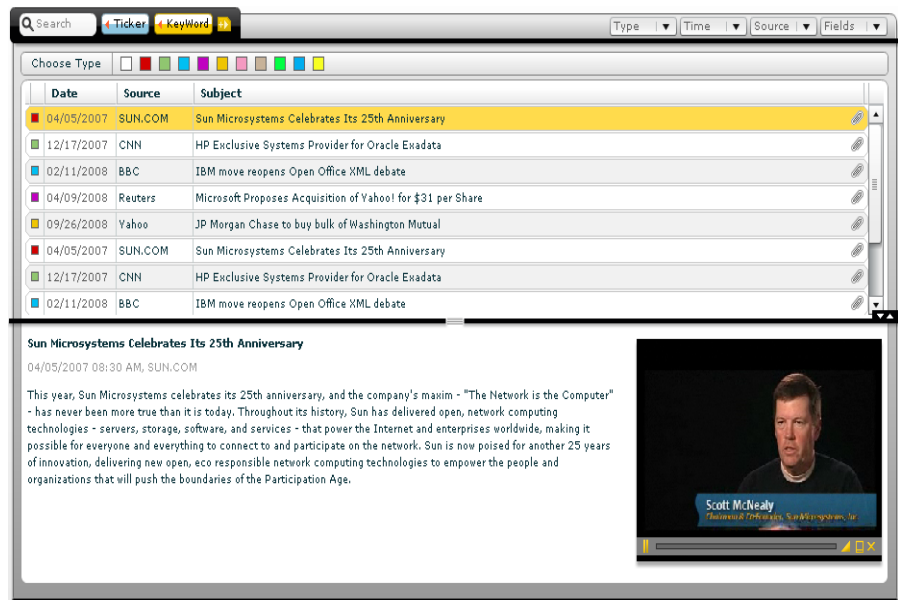 Search Ticker KeyWord Type Time Source Fields
Choose Type
Date Source Subject
04/05/2007 SUN.COM Sun Microsystems Celebrates Its 25th Anniversary
12/17/2007 CNN HP Exclusive Systems Provider for Oracle Exadata
02/11/2008 BBC IBM move reopens Open Office XML debate
04/09/2008 Reuters Microsoft Proposes Acquisition of Yahoo! for $31 per Share
09/26/2008 Yahoo JP Morgan Chase to buy bulk of Washington Mutual
04/05/2007 SUN.COM Sun Microsystems Celebrates Its 25th Anniversary
12/17/2007 CNN HP Exclusive Systems Provider for Oracle Exadata
02/11/2008 BBC IBM move reopens Open Office XML debate
Sun Microsystems Celebrates Its 25th Anniversary
04/05/2007 08:30 AM, SUN.COM
This year, Sun Microsystems celebrates its 25th anniversary, and the company's maxim - "The Network is the Computer"
- has never been more true than it is today. Throughout its history, Sun has delivered open, network computing
technologies - servers, storage, software, and services - that power the Internet and enterprises worldwide, making it
possible for everyone and everything to connect to and participate on the network. Sun is now poised for another 25 years
of innovation, delivering new open, eco responsible network computing technologies to empower the people and
organizations that will push the boundaries of the Participation Age.
Scott McNealy
Chairman & Co-Founder, Sun Microsystems, Inc.